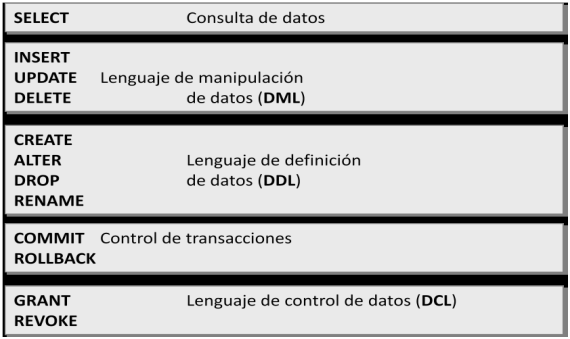 SELECT Consulta de datos
INSERT
UPDATE Lenguaje de manipulación
DELETE de datos (DML)
CREATE
ALTER Lenguaje de definición
DROP de datos (DDL)
RENAME
COMMIT Control de transacciones
ROLLBACK
GRANT Lenguaje de control de datos (DCL)
REVOKE